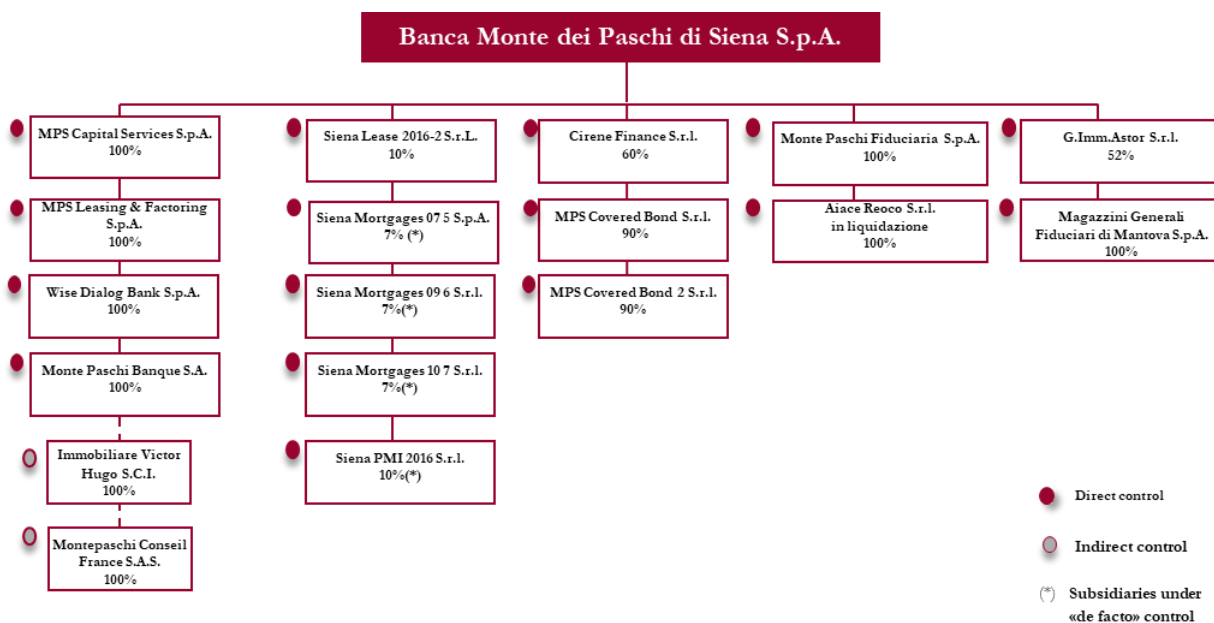 Banca Monte dei Paschi di Siena S.p.A.
MPS Capital Services S.p.A.
100%
MPS Leasing & Factoring
S.p.A.
100%
Wise Dialog Bank S.p.A.
100%
Monte Paschi Banque S.A.
100%
Immobiliare Victor
Hugo S.C.I.
100%
Montepaschi Conseil
France S.A.S.
100%
Siena Lease 2016-2 S.r.L.
10%
Siena Mortgages 07 5 S.p.A.
7% (*)
Siena Mortgages 09 6 S.r.l.
7%(*)
Siena Mortgages 10 7 S.r.l.
7%(*)
Siena PMI 2016 S.r.l.
10%(*)
Cirene Finance S.r.l.
60%
MPS Covered Bond S.r.l.
90%
MPS Covered Bond 2 S.r.l.
90%
Monte Paschi Fiduciaria S.p.A.
100%
Aiace Reoco S.r.l.
in liquidazione
100%
G.Imm.Astor S.r.l.
52%
Magazzini Generali
Fiduciari di Mantova S.p.A.
100%
Direct control
Indirect control
(*) Subsidiaries under
«de facto» control